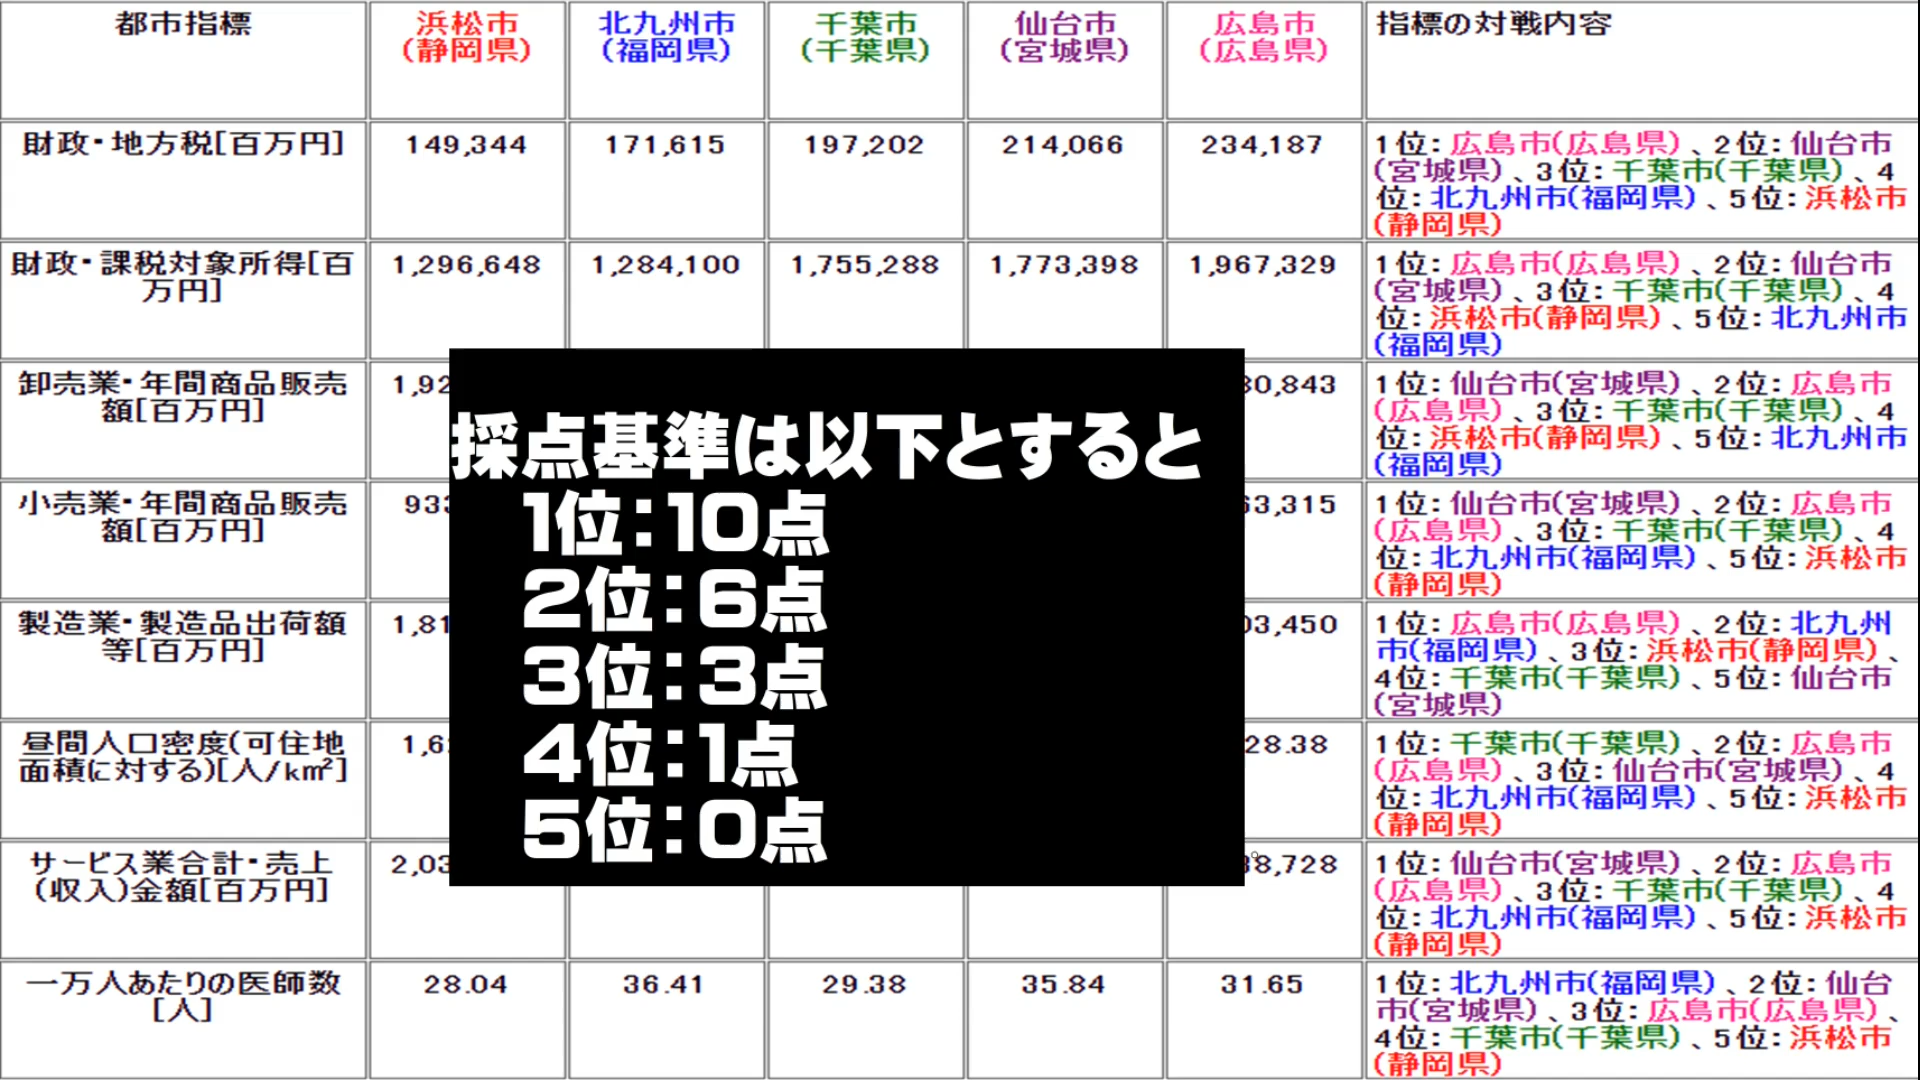 都市指標
浜松市
(静岡県)
北九州市
(福岡県)
千葉市
(千葉県)
仙台市
(宮城県)
広島市
(広島県)
指標の対戦内容
財政・地方税[百万円]
149,344
171,615
197,202
214,066
234,187
1位:広島市(広島県)、2位:仙台市
(宮城県)、3位:千葉市(千葉県)、4
位:北九州市(福岡県)、5位:浜松市
(静岡県)
財政・課税対象所得[百
万円]
1,296,648
1,284,100
1,755,288
1,773,398
1,967,329
1位:広島市(広島県)、2位:仙台市
(宮城県)、3位:千葉市(千葉県)、4
位:浜松市(静岡県)、5位:北九州市
(福岡県)
卸売業・年間商品販売
額[百万円]
1,92
30,843
1位:仙台市(宮城県)、2位:広島市
(広島県)、3位:千葉市(千葉県)、4
位:浜松市(静岡県)、5位:北九州市
(福岡県)
小売業・年間商品販売
額[百万円]
933
63,315
1位:仙台市(宮城県)、2位:広島市
(広島県)、3位:千葉市(千葉県)、4
位:北九州市(福岡県)、5位:浜松市
(静岡県)
製造業・製造品出荷額
等[百万円]
1,81
03,450
1位:広島市(広島県)、2位:北九州
市(福岡県)、3位:浜松市(静岡県)、
4位:千葉市(千葉県)、5位:仙台市
(宮城県)
昼間人口密度(可住地
面積に対する)[人/k㎡]
1,6
28.38
1位:千葉市(千葉県)、2位:広島市
(広島県)、3位:仙台市(宮城県)、4
位:北九州市(福岡県)、5位:浜松市
(静岡県)
サービス業合計・売上
(収入)金額[百万円]
2,03
38,728
1位:仙台市(宮城県)、2位:広島市
(広島県)、3位:千葉市(千葉県)、4
位:北九州市(福岡県)、5位:浜松市
(静岡県)
一万人あたりの医師数
[人]
28.04
36.41
29.38
35.84
31.65
1位:北九州市(福岡県)、2位:仙台
市(宮城県)、3位:広島市(広島県)、
4位:千葉市(千葉県)、5位:浜松市
(静岡県)
採点基準は以下とすると
1位:10点
2位:6点
3位:3点
4位:1点
5位:0点